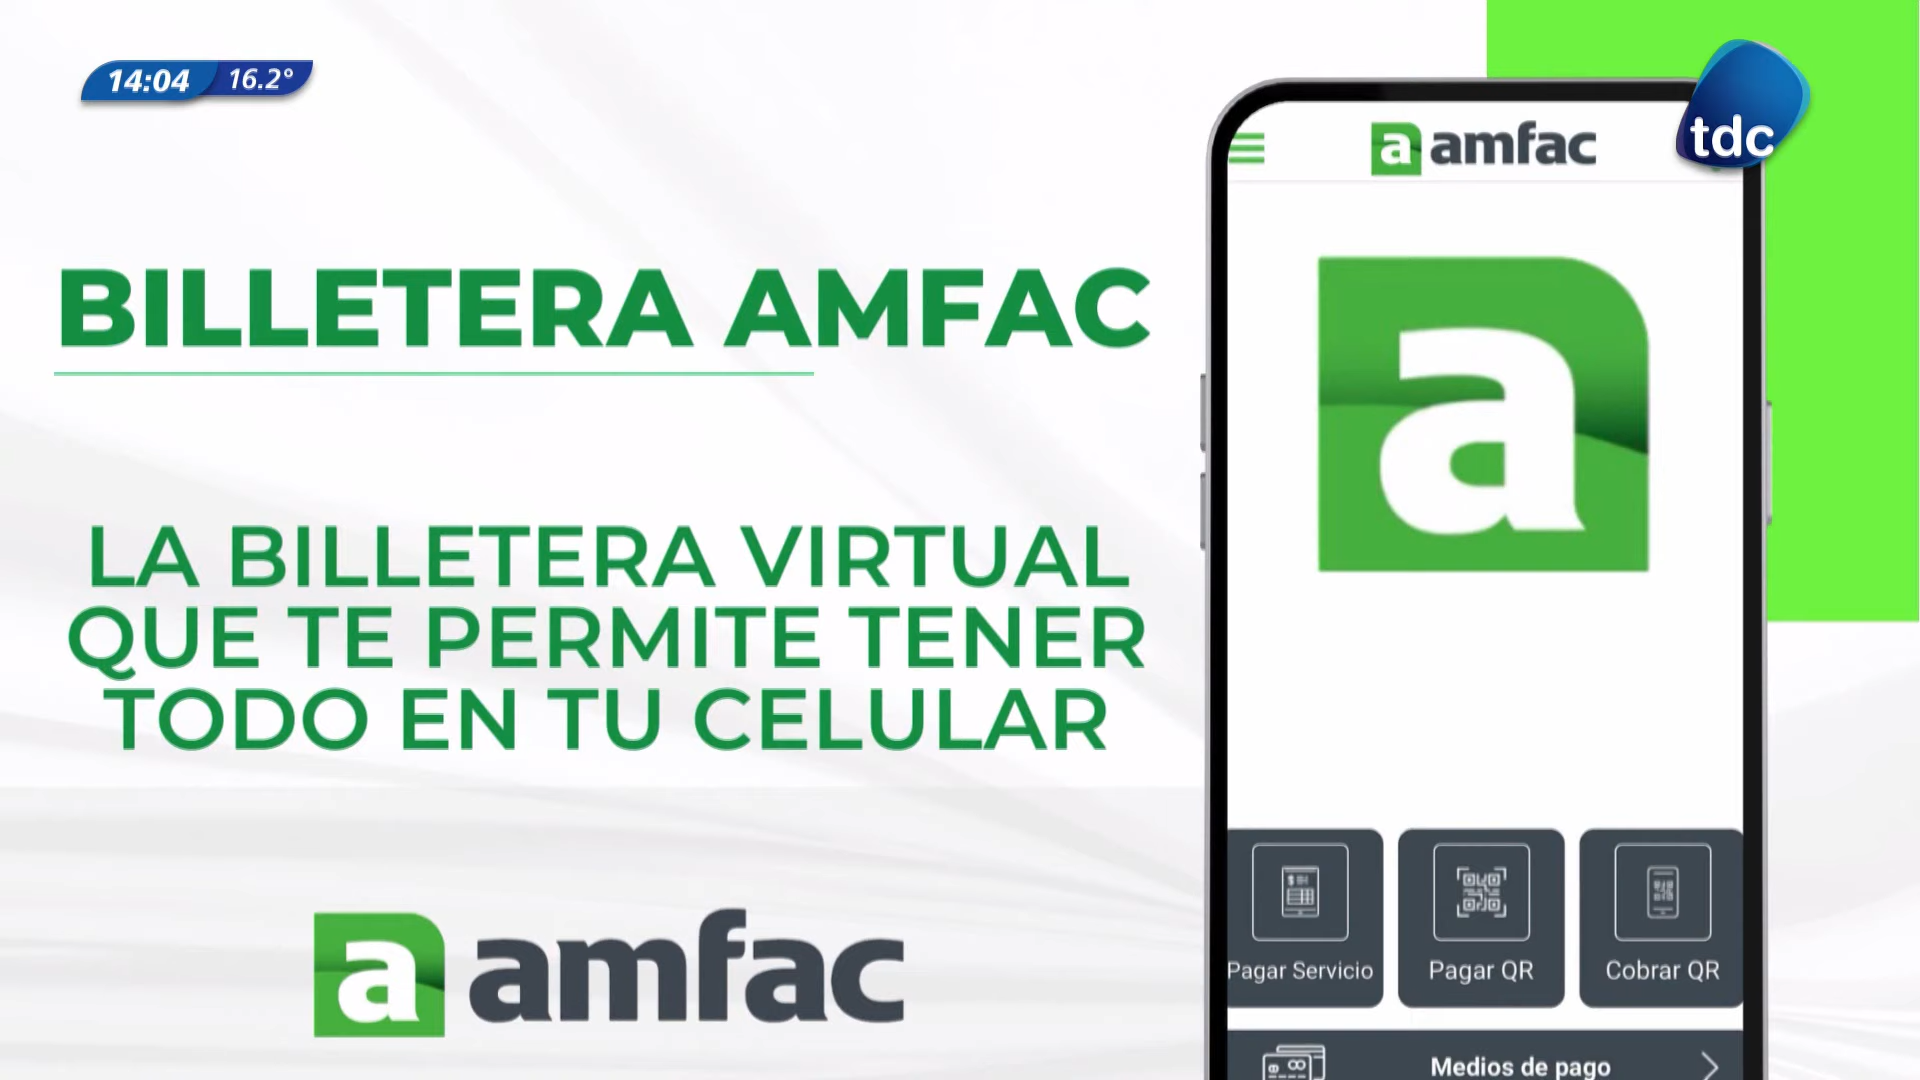 14:04 16.2°
tdc
a amfac
BILLETERA AMFAC
a
LA BILLETERA VIRTUAL
QUE TE PERMITE TENER
TODO EN TU CELULAR
a amfac
Pagar Servicio Pagar QR Cobrar QR
Medios de pago